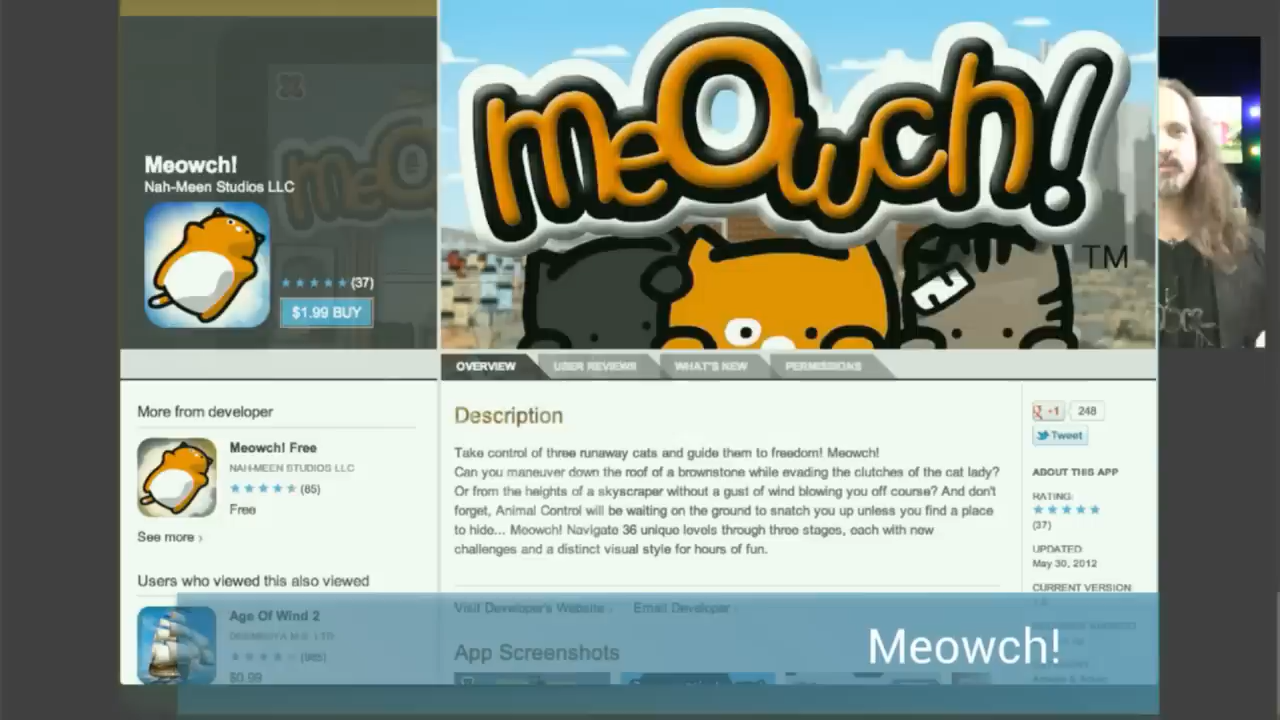 Meowch!
Nah-Meen Studios LLC
(37)
$1.99 BUY
meOwch!
TM
OVERVIEW
USER REVIEWS
WHAT'S NEW
PERMISSIONS
More from developer
Meowch! Free
NAH-MEEN STUDIOS LLC
(85)
Free
See more ›
Users who viewed this also viewed
Age Of Wind 2
(985)
$0.99
Description
Take control of three runaway cats and guide them to freedom! Meowch!
Can you maneuver down the roof of a brownstone while evading the clutches of the cat lady?
Or from the heights of a skyscraper without a gust of wind blowing you off course? And don't
forget, Animal Control will be waiting on the ground to snatch you up unless you find a place
to hide... Meowch! Navigate 36 unique levels through three stages, each with new
challenges and a distinct visual style for hours of fun.
Visit Developer's Website ›
Email Developer ›
App Screenshots
+1
248
Tweet
ABOUT THIS APP
RATING:
(37)
UPDATED:
May 30, 2012
CURRENT VERSION:
Meowch!